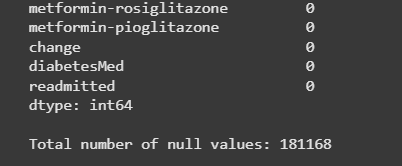 metformin-rosiglitazone 0
metformin-pioglitazone 0
change 0
diabetesMed 0
readmitted 0
dtype: int64
Total number of null values: 181168